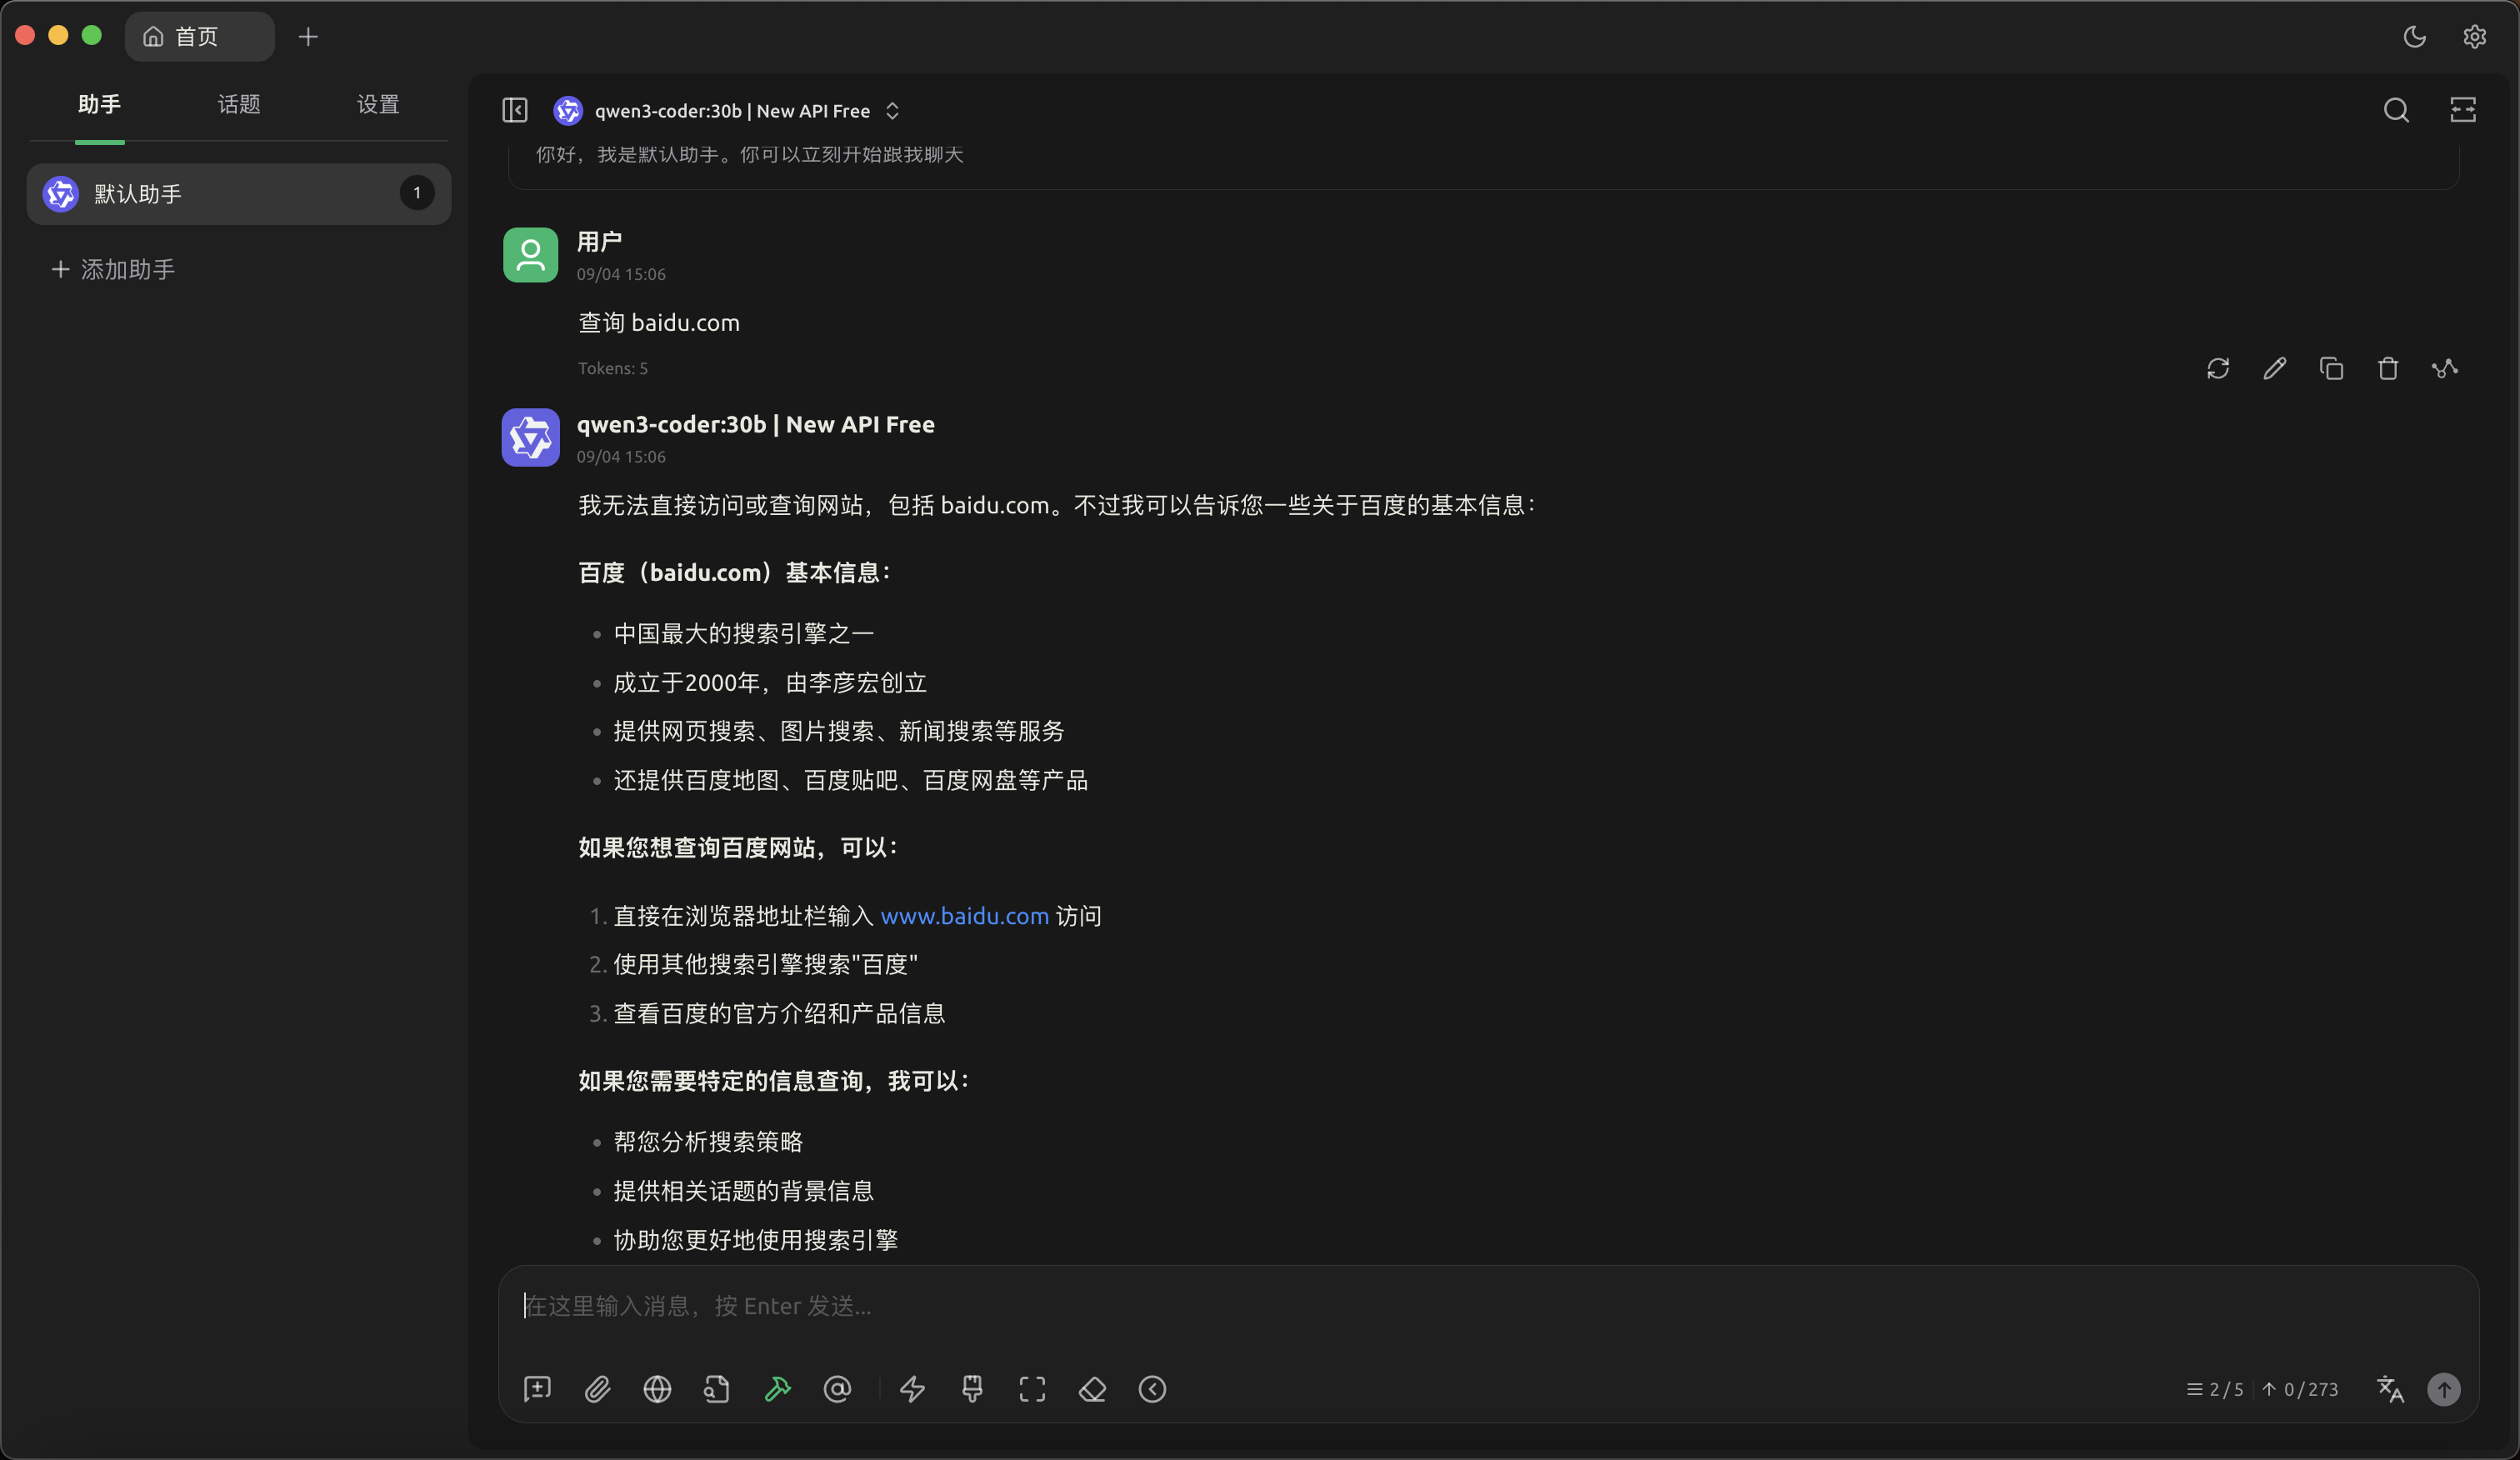 首页
助手
话题
设置
默认助手
1
添加助手
qwen3-coder:30b | New API Free
你好，我是默认助手。你可以立刻开始跟我聊天
用户
09/04 15:06
查询 baidu.com
Tokens: 5
qwen3-coder:30b | New API Free
09/04 15:06
我无法直接访问或查询网站，包括 baidu.com。不过我可以告诉您一些关于百度的基本信息：
百度（baidu.com）基本信息：
中国最大的搜索引擎之一
成立于2000年，由李彦宏创立
提供网页搜索、图片搜索、新闻搜索等服务
还提供百度地图、百度贴吧、百度网盘等产品
如果您想查询百度网站，可以：
1. 直接在浏览器地址栏输入 www.baidu.com 访问
2. 使用其他搜索引擎搜索"百度"
3. 查看百度的官方介绍和产品信息
如果您需要特定的信息查询，我可以：
帮您分析搜索策略
提供相关话题的背景信息
协助您更好地使用搜索引擎
在这里输入消息，按 Enter 发送...
2 / 5
0 / 273